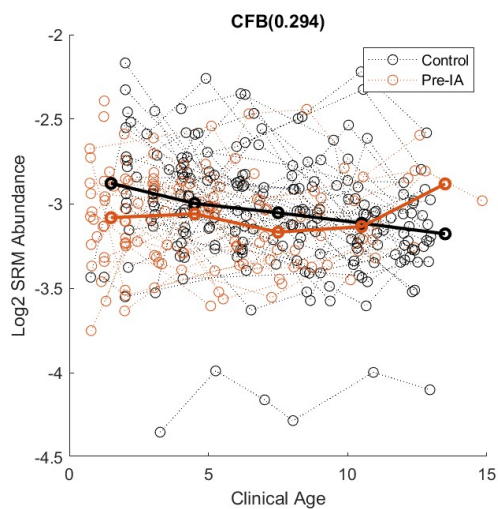 CFB(0.294)
-2
-2.5
-3
-3.5
-4
-4.5
Log2 SRM Abundance
Control
Pre-IA
0
5
10
15
Clinical Age